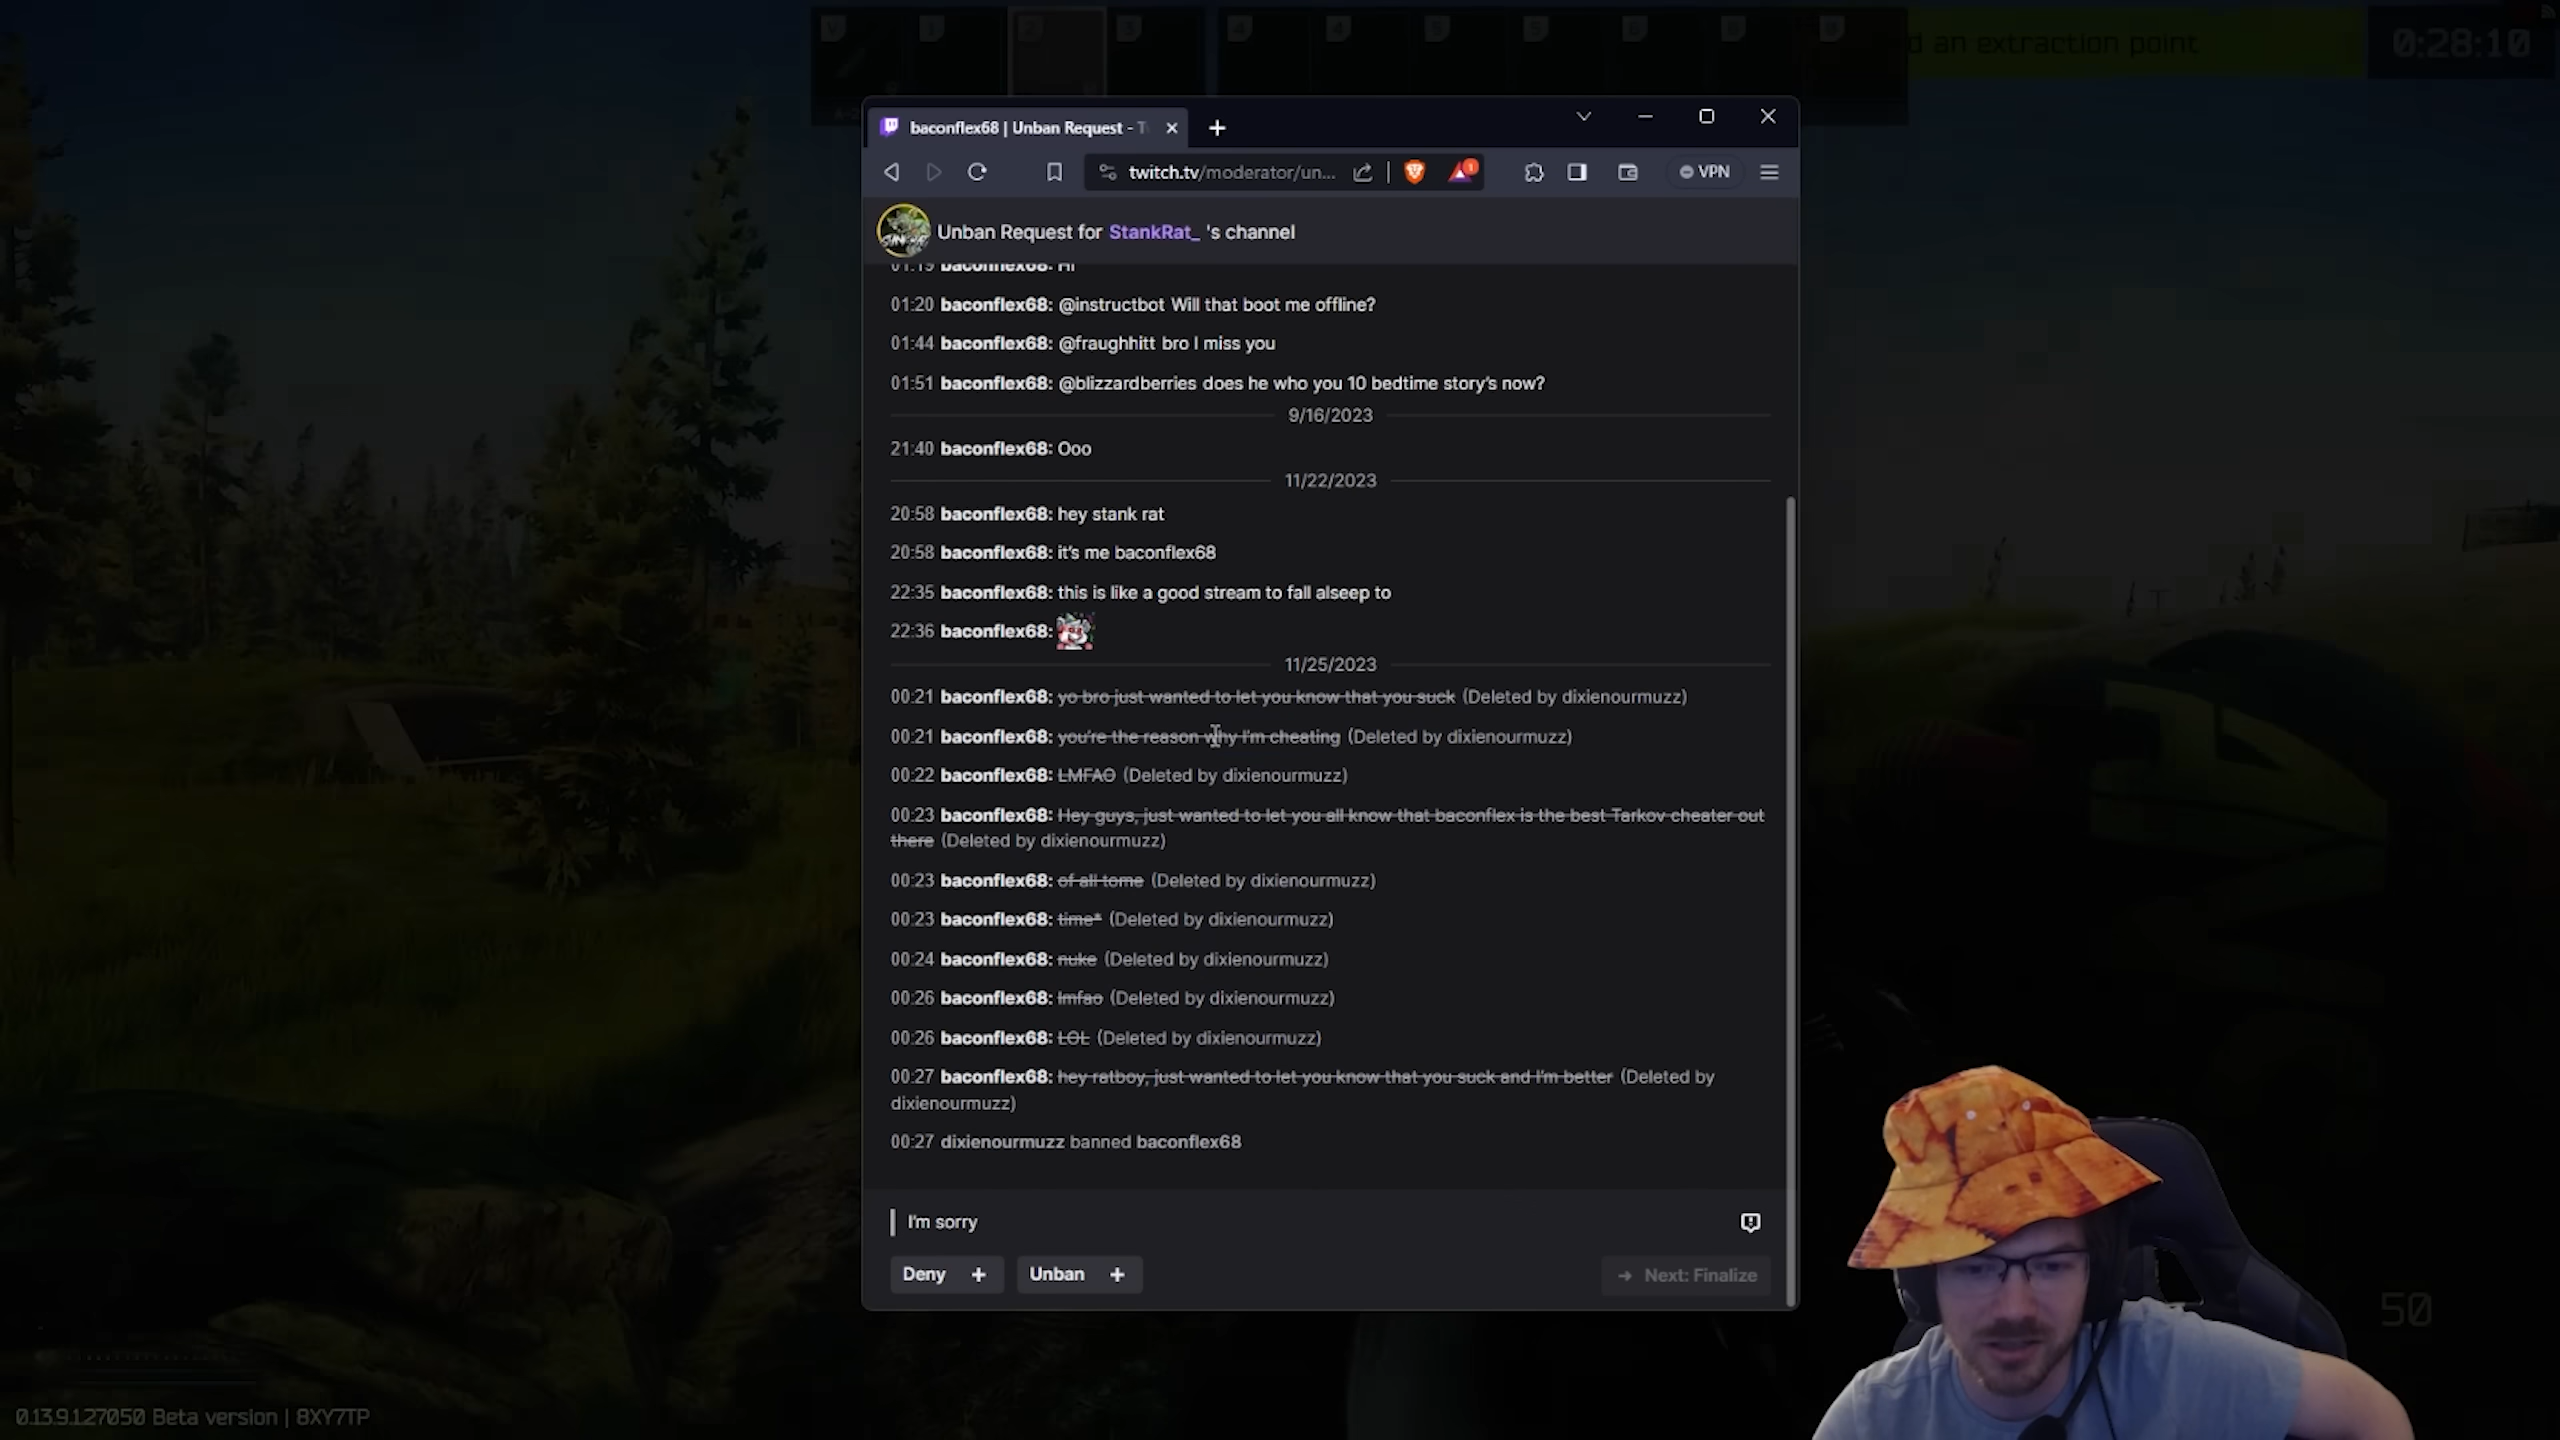 d an extraction point
0:28:10
baconflex68 | Unban Request - T
twitch.tv/moderator/un...
1
VPN
Unban Request for StankRat_ 's channel
01:19 baconflex68: Hi
01:20 baconflex68: @instructbot Will that boot me offline?
01:44 baconflex68: @fraughhitt bro I miss you
01:51 baconflex68: @blizzardberries does he who you 10 bedtime story's now?
9/16/2023
21:40 baconflex68: Ooo
11/22/2023
20:58 baconflex68: hey stank rat
20:58 baconflex68: it's me baconflex68
22:35 baconflex68: this is like a good stream to fall alseep to
22:36 baconflex68:
11/25/2023
00:21 baconflex68: yo bro just wanted to let you know that you suck (Deleted by dixienourmuzz)
00:21 baconflex68: you're the reason why I'm cheating (Deleted by dixienourmuzz)
00:22 baconflex68: LMFAO (Deleted by dixienourmuzz)
00:23 baconflex68: Hey guys, just wanted to let you all know that baconflex is the best Tarkov cheater out
there (Deleted by dixienourmuzz)
00:23 baconflex68: of all tome (Deleted by dixienourmuzz)
00:23 baconflex68: time* (Deleted by dixienourmuzz)
00:24 baconflex68: nuke (Deleted by dixienourmuzz)
00:26 baconflex68: lmfao (Deleted by dixienourmuzz)
00:26 baconflex68: LOL (Deleted by dixienourmuzz)
00:27 baconflex68: hey ratboy, just wanted to let you know that you suck and I'm better (Deleted by
dixienourmuzz)
00:27 dixienourmuzz banned baconflex68
I'm sorry
Deny + Unban +
Next: Finalize
50
0.13.9.1.27050 Beta version | 8XY7TP